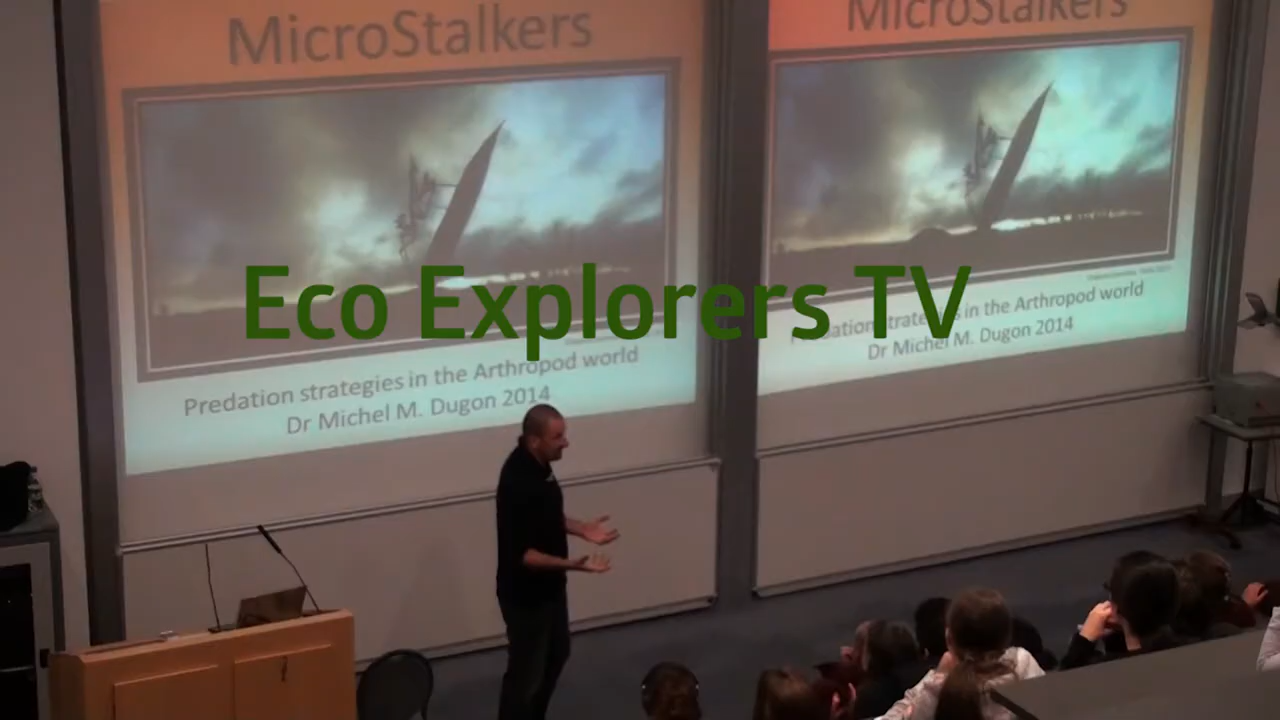 MicroStalkers
MicroStalkers
Eco Explorers TV
Predation strategies in the Arthropod world
Dr Michel M. Dugon 2014
in the Arthropod world
Dr Michel M. Dugon 2014